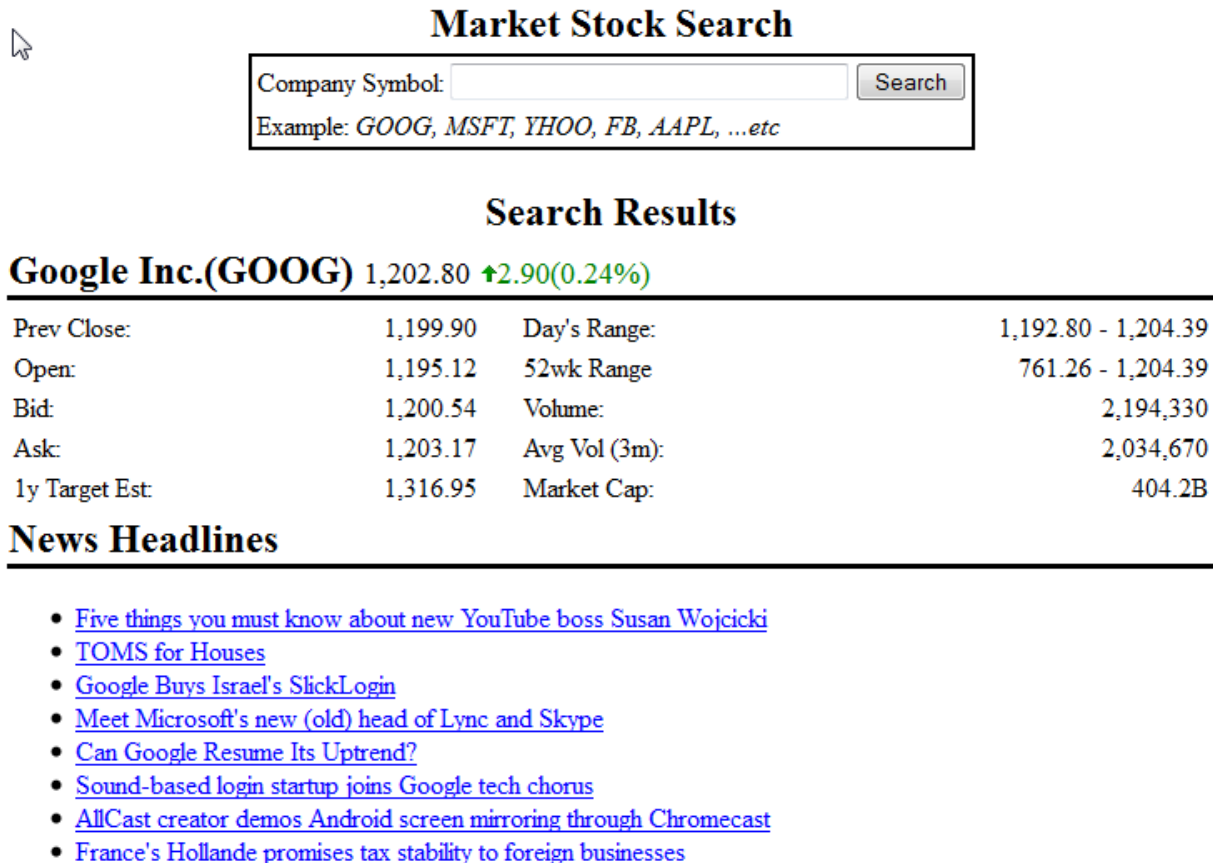 Market Stock Search
Company Symbol: Search
Example: GOOG, MSFT, YHOO, FB, AAPL, ...etc
Search Results
Google Inc.(GOOG) 1,202.80 2.90(0.24%)
Prev Close: 1,199.90 Day's Range: 1,192.80 - 1,204.39
Open: 1,195.12 52wk Range 761.26 - 1,204.39
Bid: 1,200.54 Volume: 2,194,330
Ask: 1,203.17 Avg Vol (3m): 2,034,670
1y Target Est: 1,316.95 Market Cap: 404.2B
News Headlines
Five things you must know about new YouTube boss Susan Wojcicki
TOMS for Houses
Google Buys Israel's SlickLogin
Meet Microsoft's new (old) head of Lync and Skype
Can Google Resume Its Uptrend?
Sound-based login startup joins Google tech chorus
AllCast creator demos Android screen mirroring through Chromecast
France's Hollande promises tax stability to foreign businesses